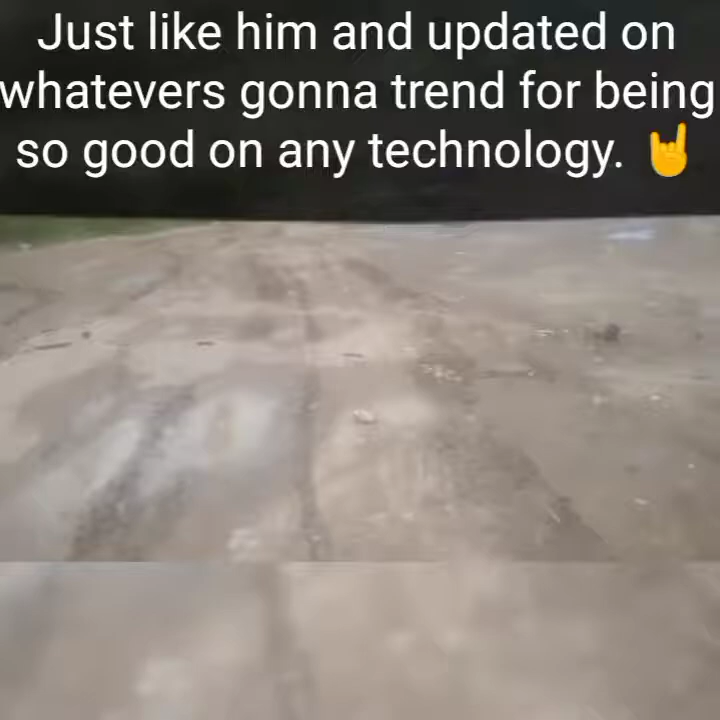 Just like him and updated on
whatevers gonna trend for being
so good on any technology. 🤘